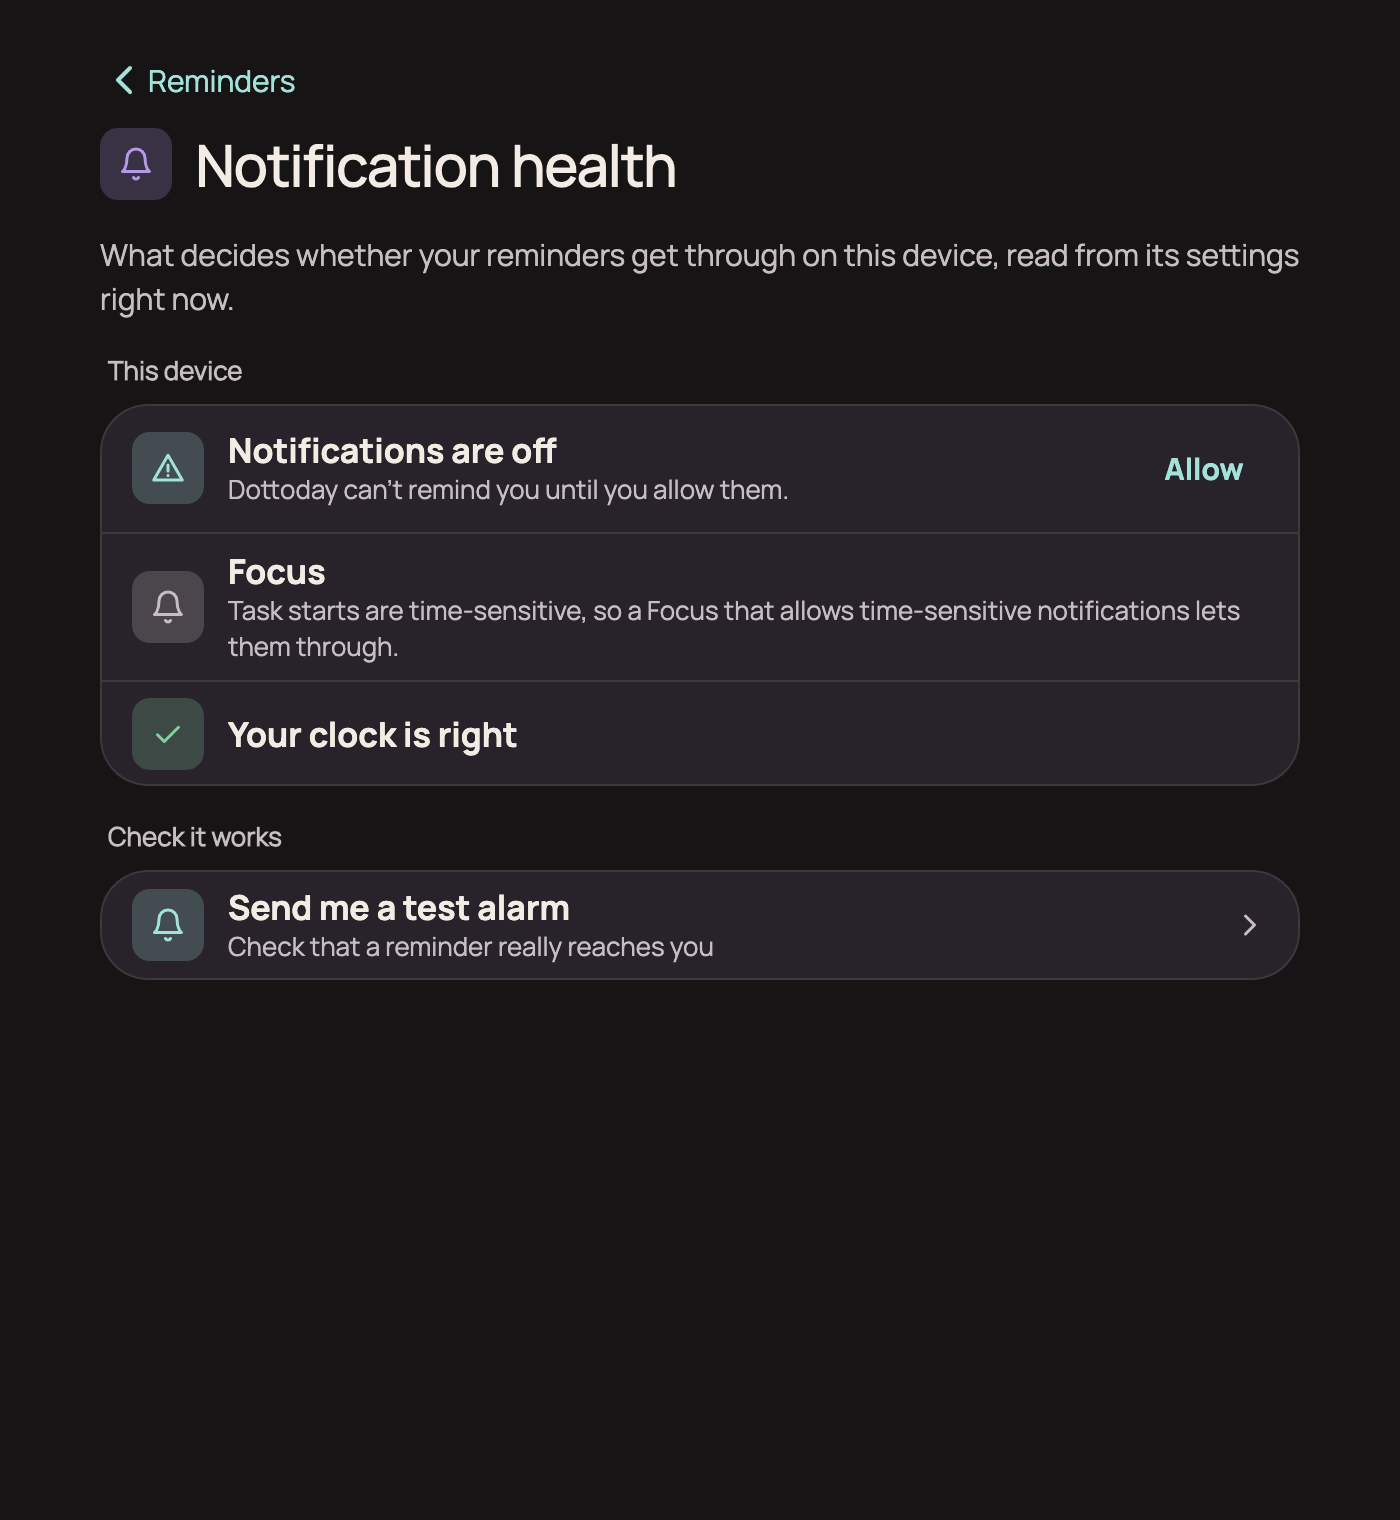 Reminders
Notification health
What decides whether your reminders get through on this device, read from its settings
right now.
This device
Notifications are off
Dottoday can’t remind you until you allow them.
Allow
Focus
Task starts are time-sensitive, so a Focus that allows time-sensitive notifications lets
them through.
Your clock is right
Check it works
Send me a test alarm
Check that a reminder really reaches you